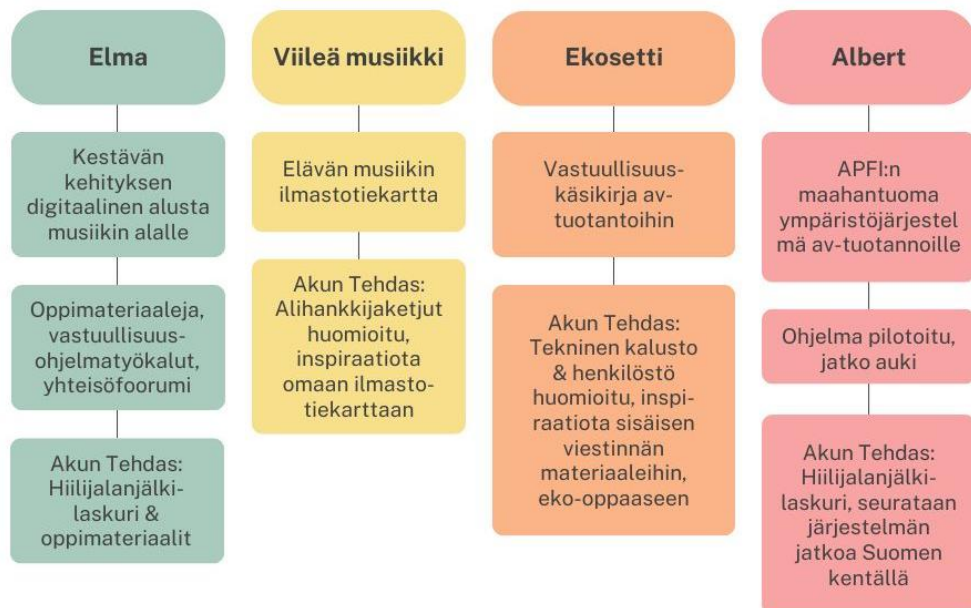 Elma
Kestävän
kehityksen
digitaalinen alusta
musiikin alalle
Oppimateriaaleja,
vastuullisuus-
ohjelmatyökalut,
yhteisöfoorumi
Akun Tehdas:
Hiilijalanjälki-
laskuri &
oppimateriaalit
Viileä musiikki
Elävän musiikin
ilmastotiekartta
Akun Tehdas:
Alihankkijaketjut
huomioitu,
inspiraatiota
omaan ilmasto-
tiekarttaan
Ekosetti
Vastuullisuus-
käsikirja av-
tuotantoihin
Akun Tehdas:
Tekninen kalusto
& henkilöstö
huomioitu, inspi-
raatiota sisäisen
viestinnän
materiaaleihin,
eko-oppaaseen
Albert
APFI:n
maahantuoma
ympäristöjärjestel
mä av-tuotannoille
Ohjelma pilotoitu,
jatko auki
Akun Tehdas:
Hiilijalanjälki-
laskuri, seurataan
järjestelmän
jatkoa Suomen
kentällä